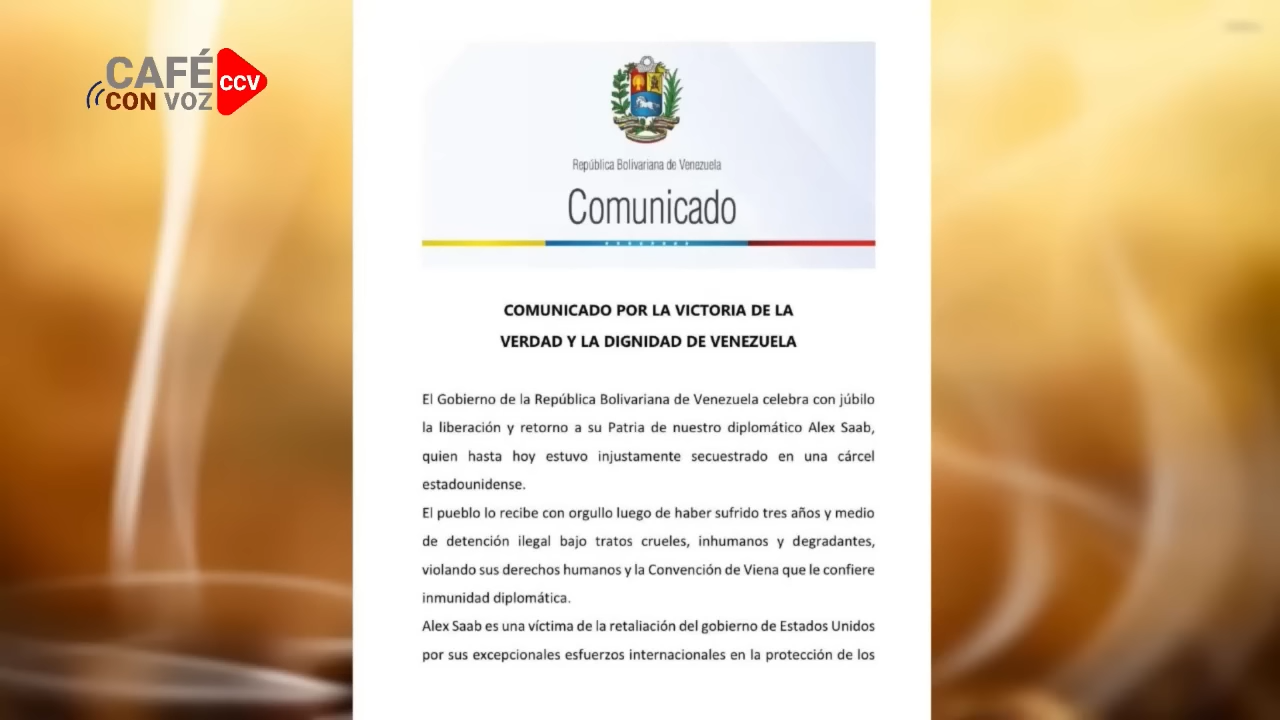 CAFÉ
CON VOZ
CCV
República Bolivariana de Venezuela
Comunicado
COMUNICADO POR LA VICTORIA DE LA
VERDAD Y LA DIGNIDAD DE VENEZUELA
El Gobierno de la República Bolivariana de Venezuela celebra con júbilo
la liberación y retorno a su Patria de nuestro diplomático Alex Saab,
quien hasta hoy estuvo injustamente secuestrado en una cárcel
estadounidense.
El pueblo lo recibe con orgullo luego de haber sufrido tres años y medio
de detención ilegal bajo tratos crueles, inhumanos y degradantes,
violando sus derechos humanos y la Convención de Viena que le confiere
inmunidad diplomática.
Alex Saab es una víctima de la retaliación del gobierno de Estados Unidos
por sus excepcionales esfuerzos internacionales en la protección de los